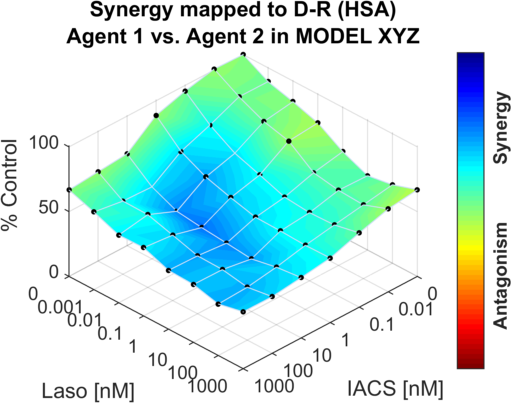 Synergy mapped to D-R (HSA)
Agent 1 vs. Agent 2 in MODEL XYZ
% Control
100
50
0
0
0.001
0.01
0.1
1
10
100
1000
Laso [nM]
0
0.01
0.1
1
10
100
1000
IACS [nM]
Synergy
Antagonism